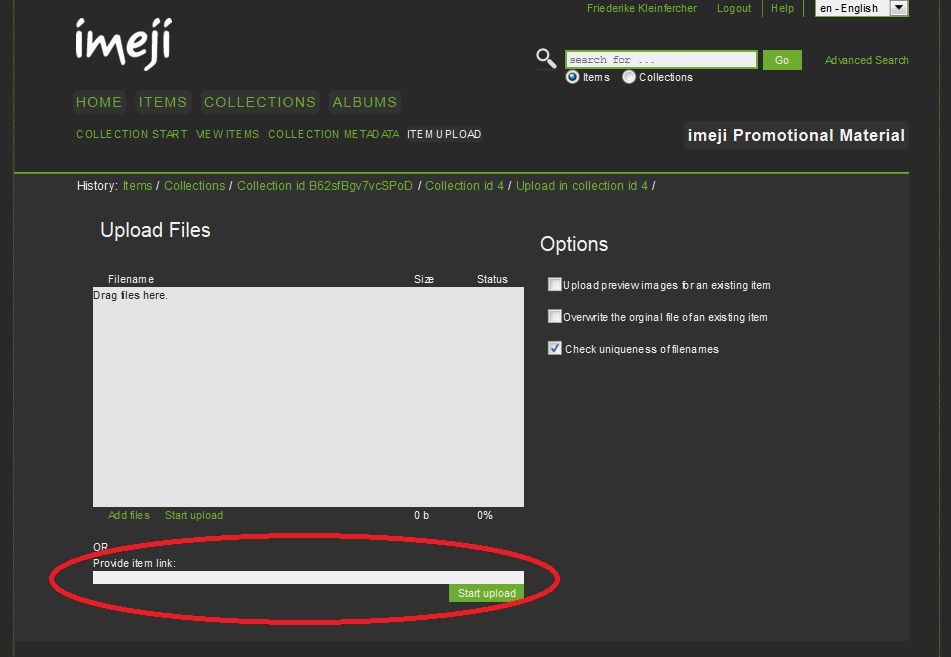 Friederike Kleinfercher Logout Help en - English
imeji
search for ... Go Advanced Search
Items Collections
HOME ITEMS COLLECTIONS ALBUMS
COLLECTION START VIEW ITEMS COLLECTION METADATA ITEM UPLOAD
imeji Promotional Material
History: Items / Collections / Collection id B62sfBgv7vcSPoD / Collection id 4 / Upload in collection id 4 /
Upload Files
Filename Size Status
Drag files here.
Add files Start upload 0 b 0%
OR
Provide item link:
Start upload
Options
Upload preview images for an existing item
Overwrite the orginal file of an existing item
Check uniqueness of filenames